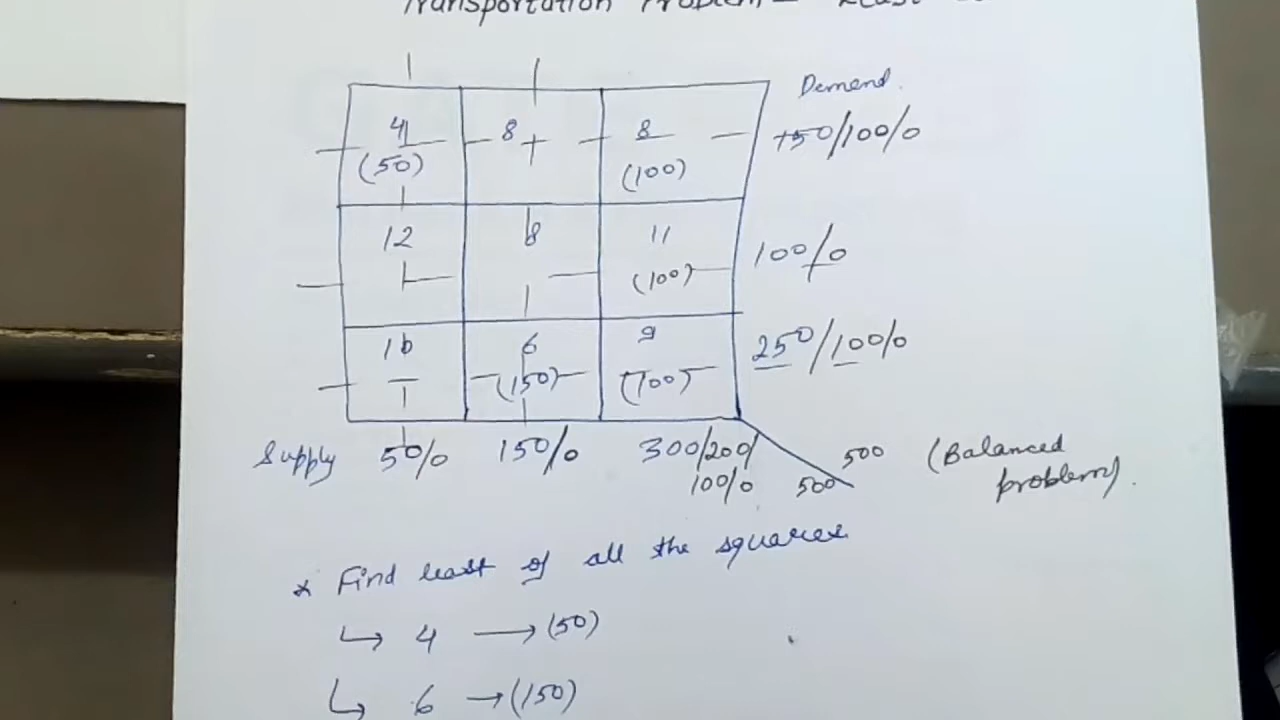 Transportation Problem - Least
Demand.
4 8 8 150/100/0
(50) (100)
12 8 11 100/0
(100)
16 6 9 250/100/0
(150) (100)
Supply 50/0 150/0 300/200/ 500 (Balanced
100/0 500 problem).
* Find least of all the squares
↳ 4 → (50)
↳ 6 → (150)